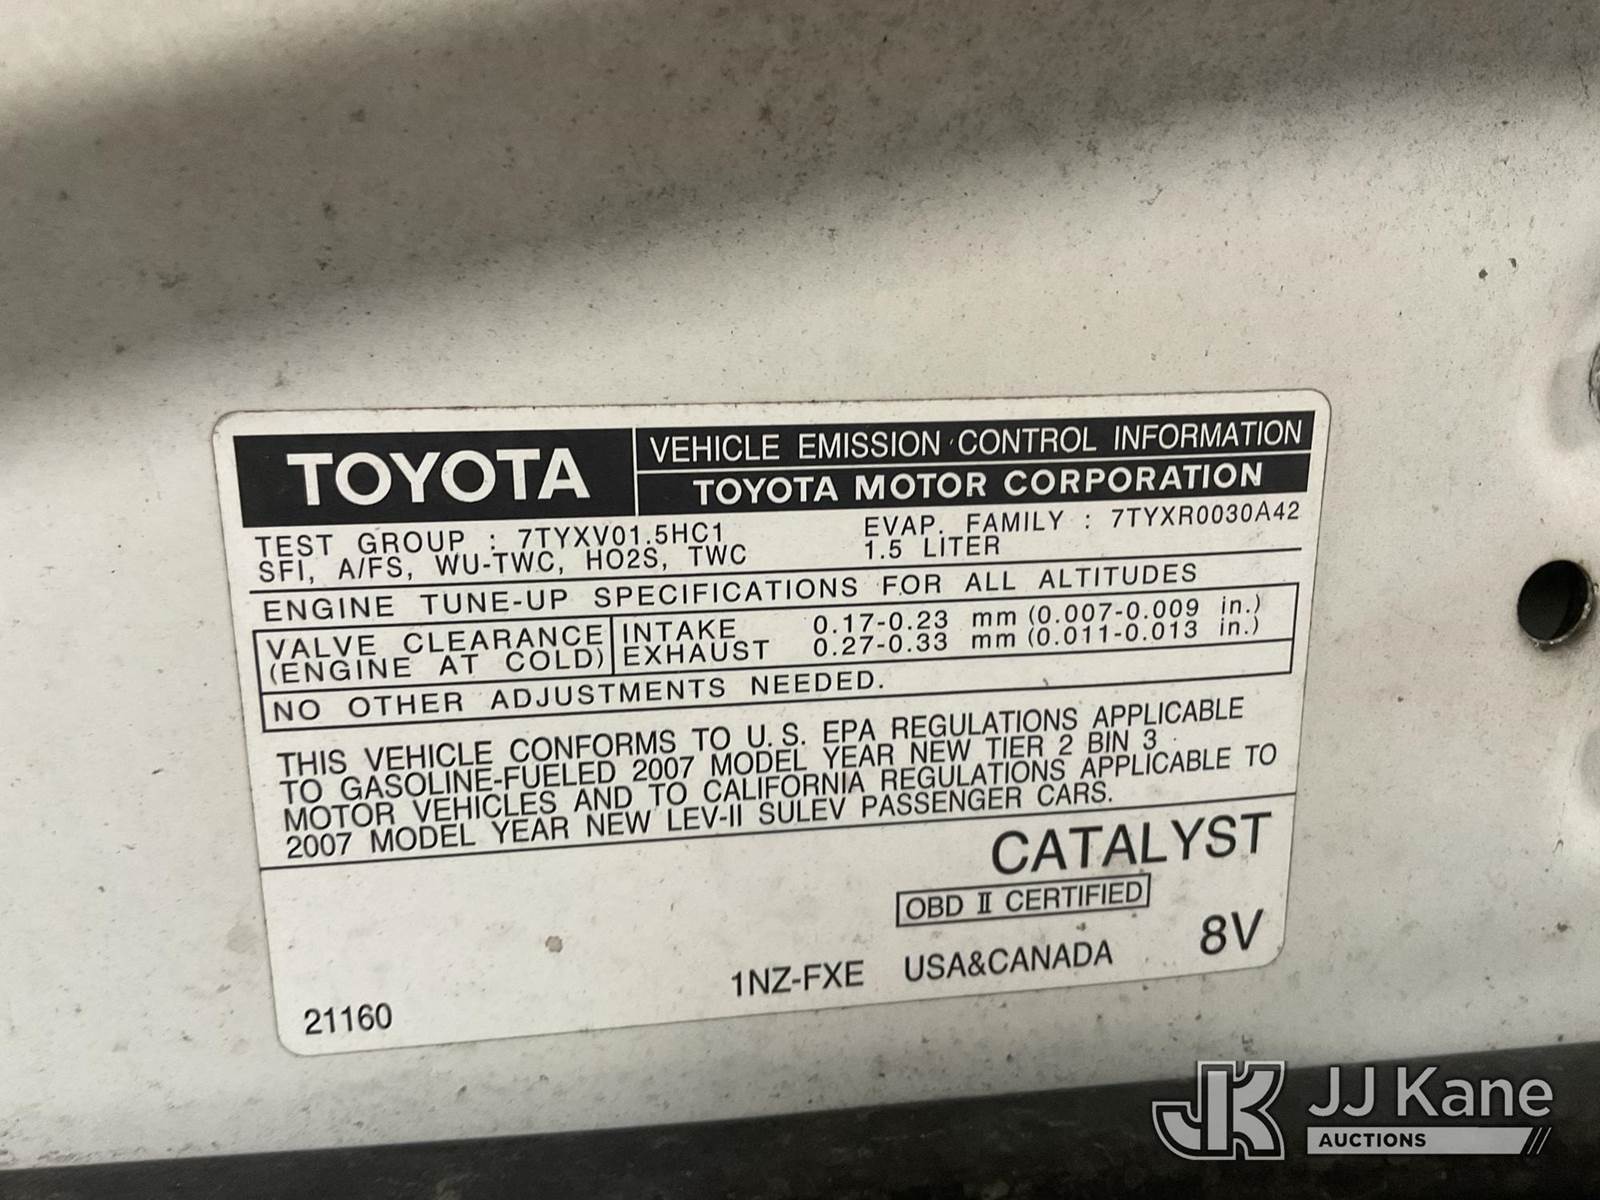 TOYOTA
VEHICLE EMISSION CONTROL INFORMATION
TOYOTA MOTOR CORPORATION
TEST GROUP : 7TYXV01.5HC1 EVAP. FAMILY : 7TYXR0030A42
SFI, A/FS, WU-TWC, HO2S, TWC 1.5 LITER
ENGINE TUNE-UP SPECIFICATIONS FOR ALL ALTITUDES
VALVE CLEARANCE INTAKE 0.17-0.23 mm (0.007-0.009 in.)
(ENGINE AT COLD) EXHAUST 0.27-0.33 mm (0.011-0.013 in.)
NO OTHER ADJUSTMENTS NEEDED.
THIS VEHICLE CONFORMS TO U.S. EPA REGULATIONS APPLICABLE
TO GASOLINE-FUELED 2007 MODEL YEAR NEW TIER 2 BIN 3
MOTOR VEHICLES AND TO CALIFORNIA REGULATIONS APPLICABLE TO
2007 MODEL YEAR NEW LEV-II SULEV PASSENGER CARS.
CATALYST
OBD II CERTIFIED
1NZ-FXE USA&CANADA 8V
21160
JK JJ Kane
AUCTIONS